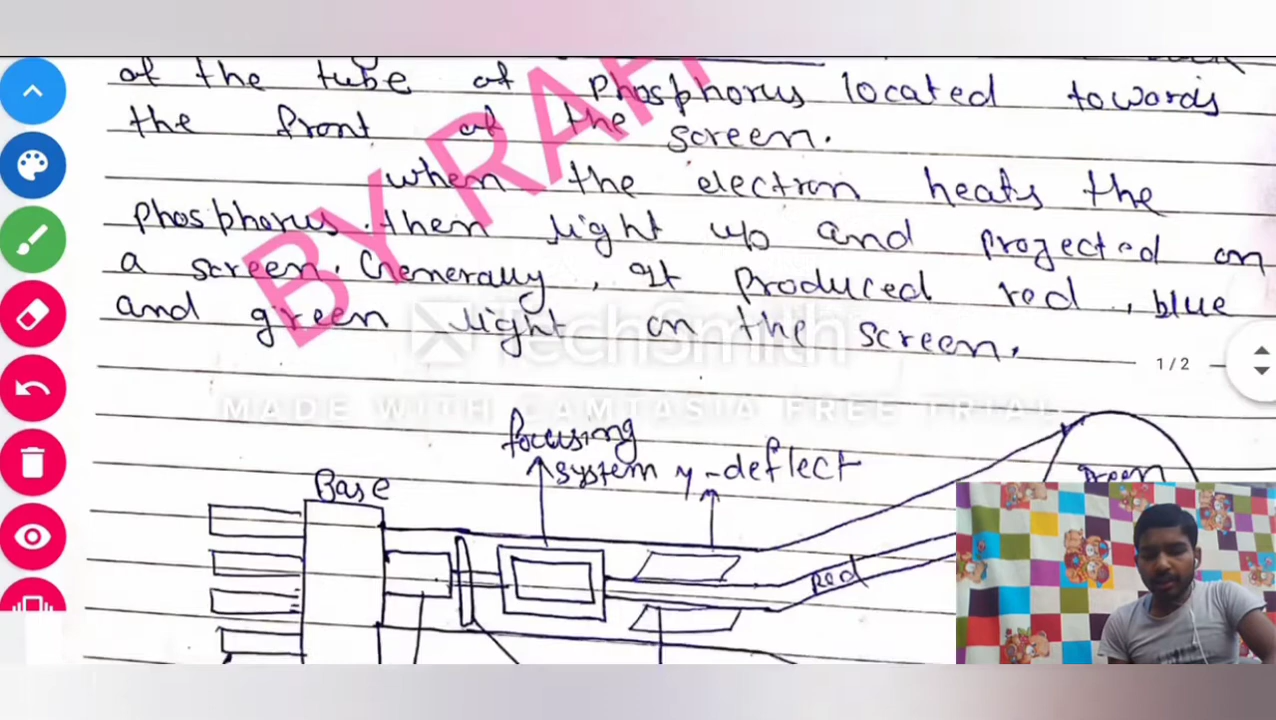 of the tube of phosphorus located towards
the front of the screen.
when the electron heats the
phosphorus. then light up and projected on
a screen. Generally, It produced red, blue
and green light on the screen.
BY RAH
TechSmith
MADE WITH CAMTASIA FREE TRIAL
1 / 2
focusing
system
y-deflect
Base
Red